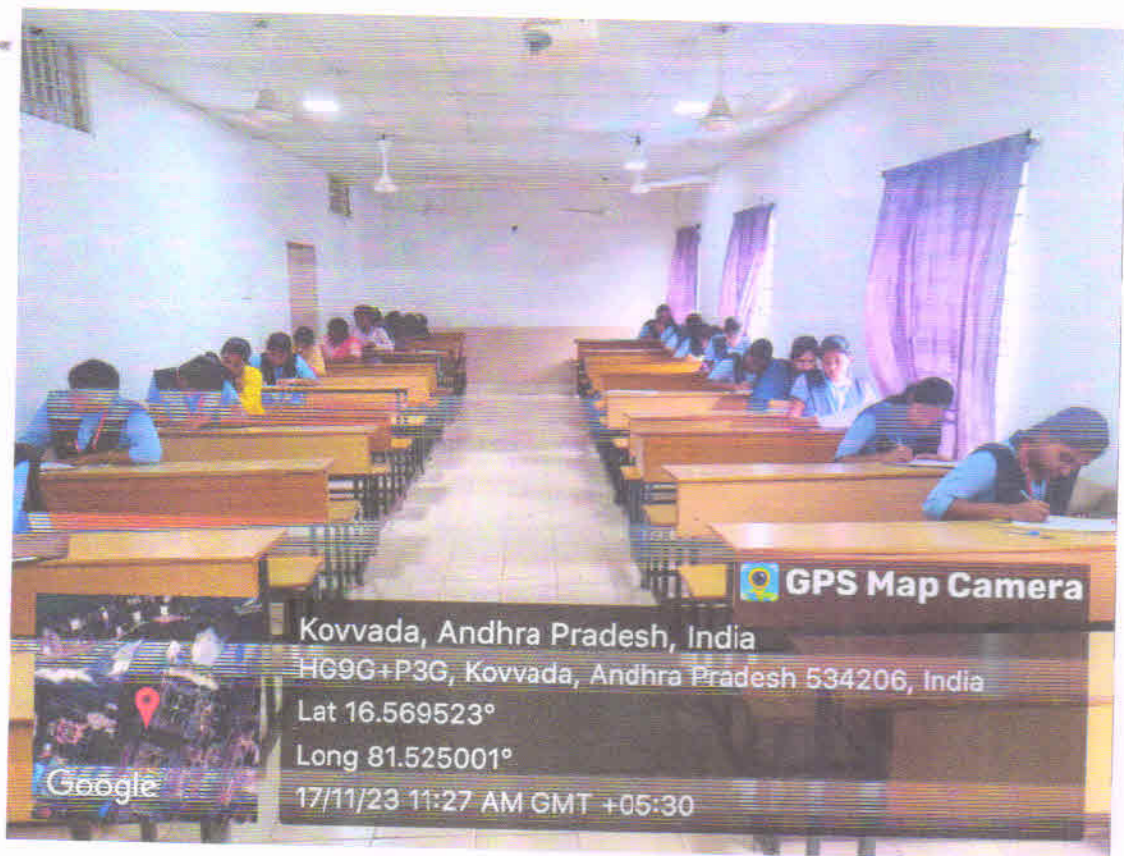 GPS Map Camera
Kovvada, Andhra Pradesh, India
HG9G+P3G, Kovvada, Andhra Pradesh 534206, India
Lat 16.569523°
Long 81.525001°
17/11/23 11:27 AM GMT +05:30
Google